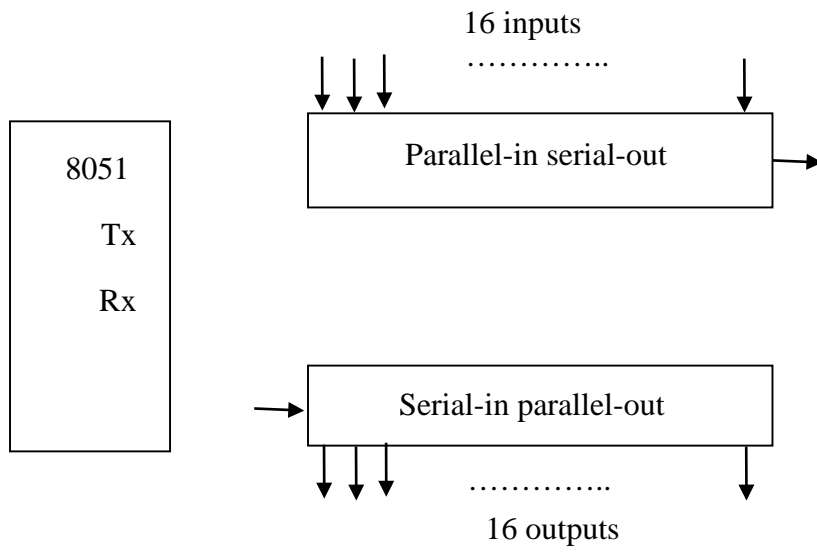 16 inputs
…………..
8051
Tx
Rx
Parallel-in serial-out
Serial-in parallel-out
…………..
16 outputs